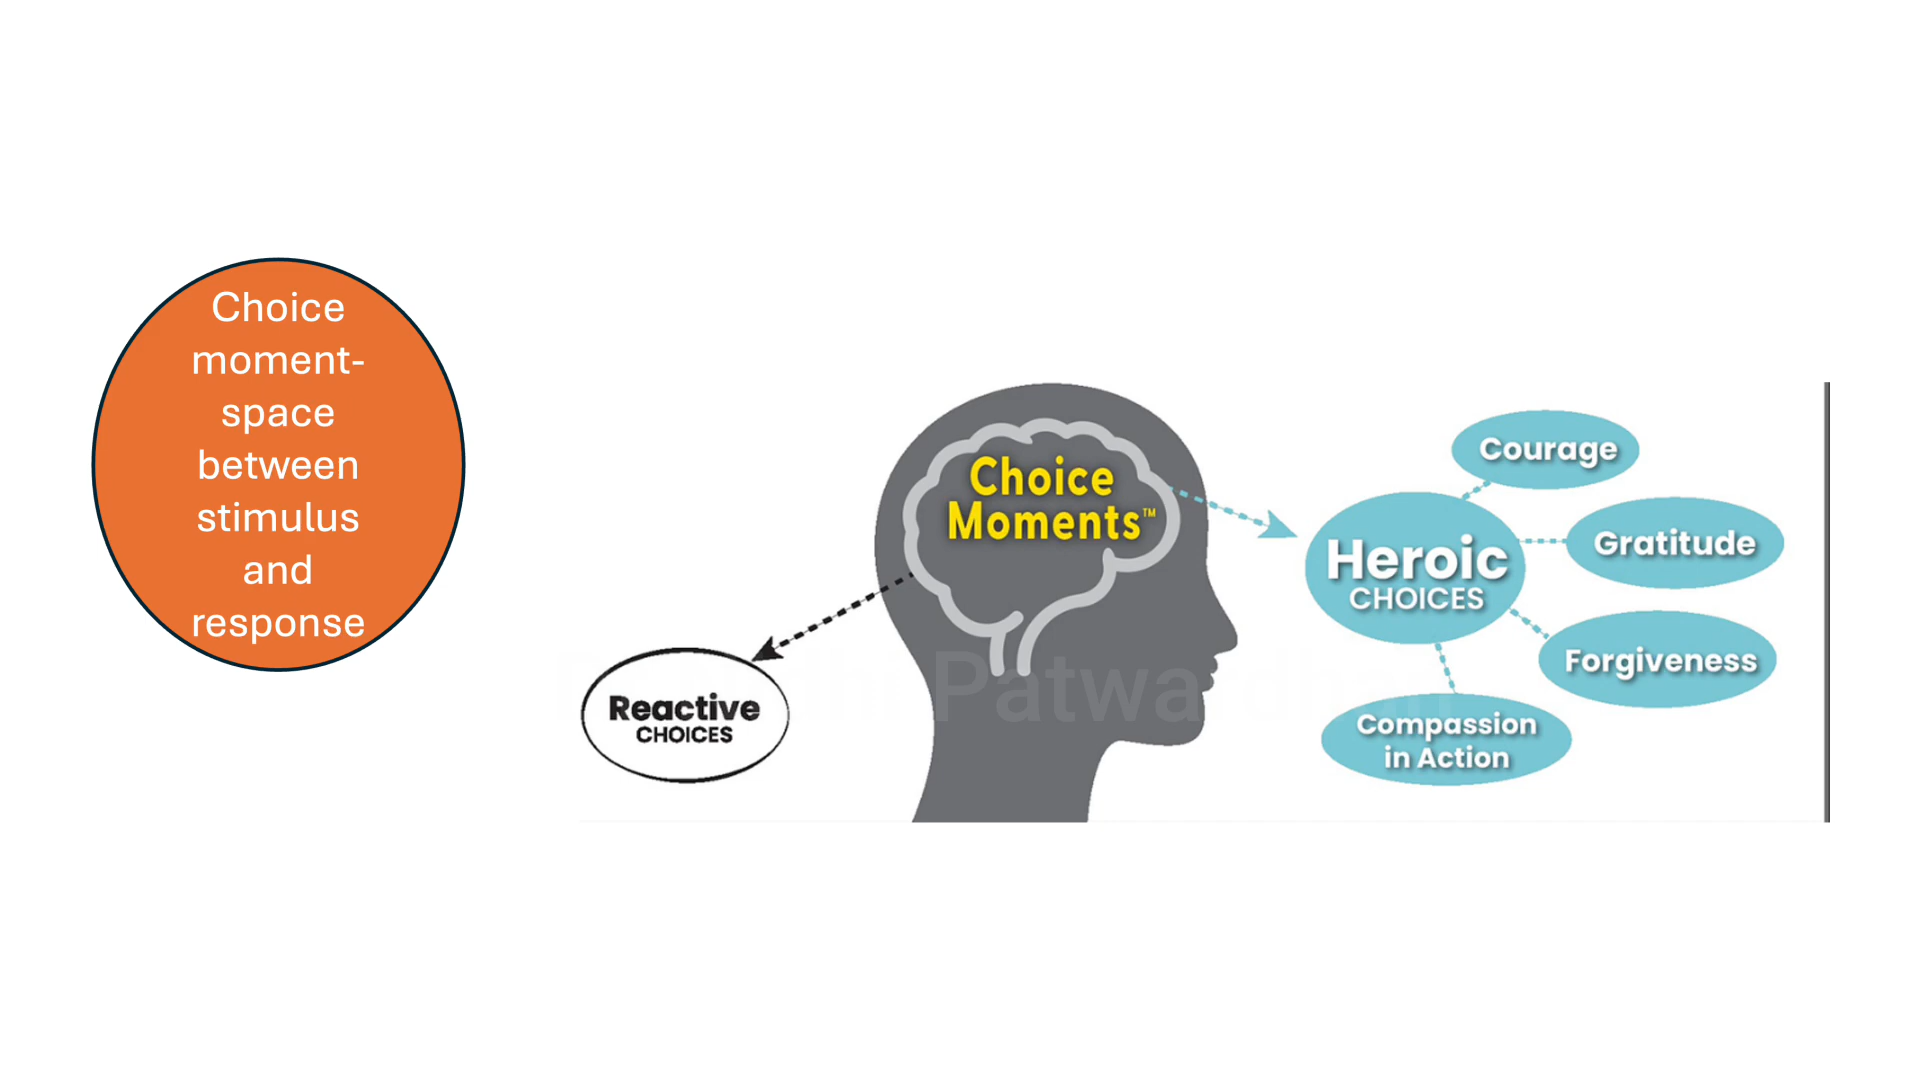 Choice
moment-
space
between
stimulus
and
response
Choice
Moments™
Reactive
CHOICES
Heroic
CHOICES
Courage
Gratitude
Forgiveness
Compassion
in Action
Patwardhan